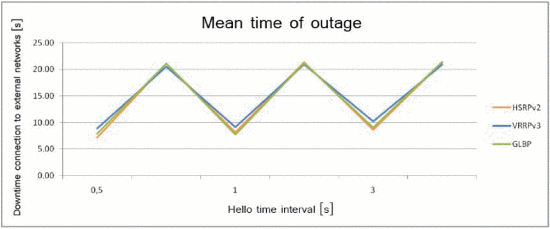 Mean time of outage
Downtime connection to external networks [s]
25.00
20.00
15.00
10.00
5.00
0.00
0,5
1
3
Hello time interval [s]
HSRPv2
VRRPv3
GLBP